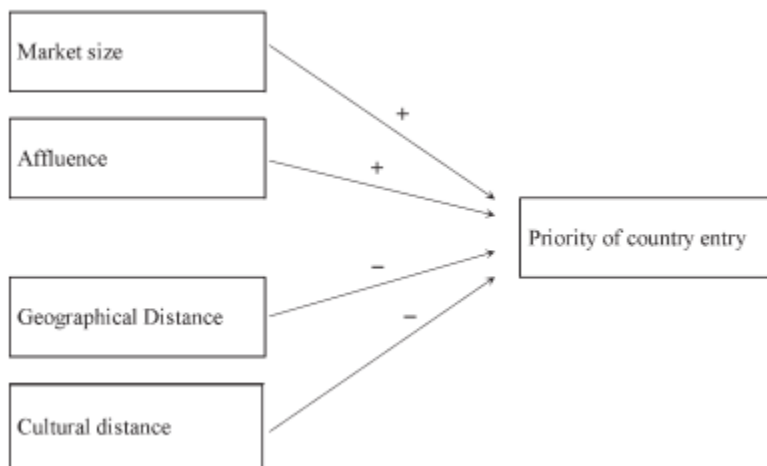 Market size
+
Affluence
+
Priority of country entry
−
Geographical Distance
−
Cultural distance